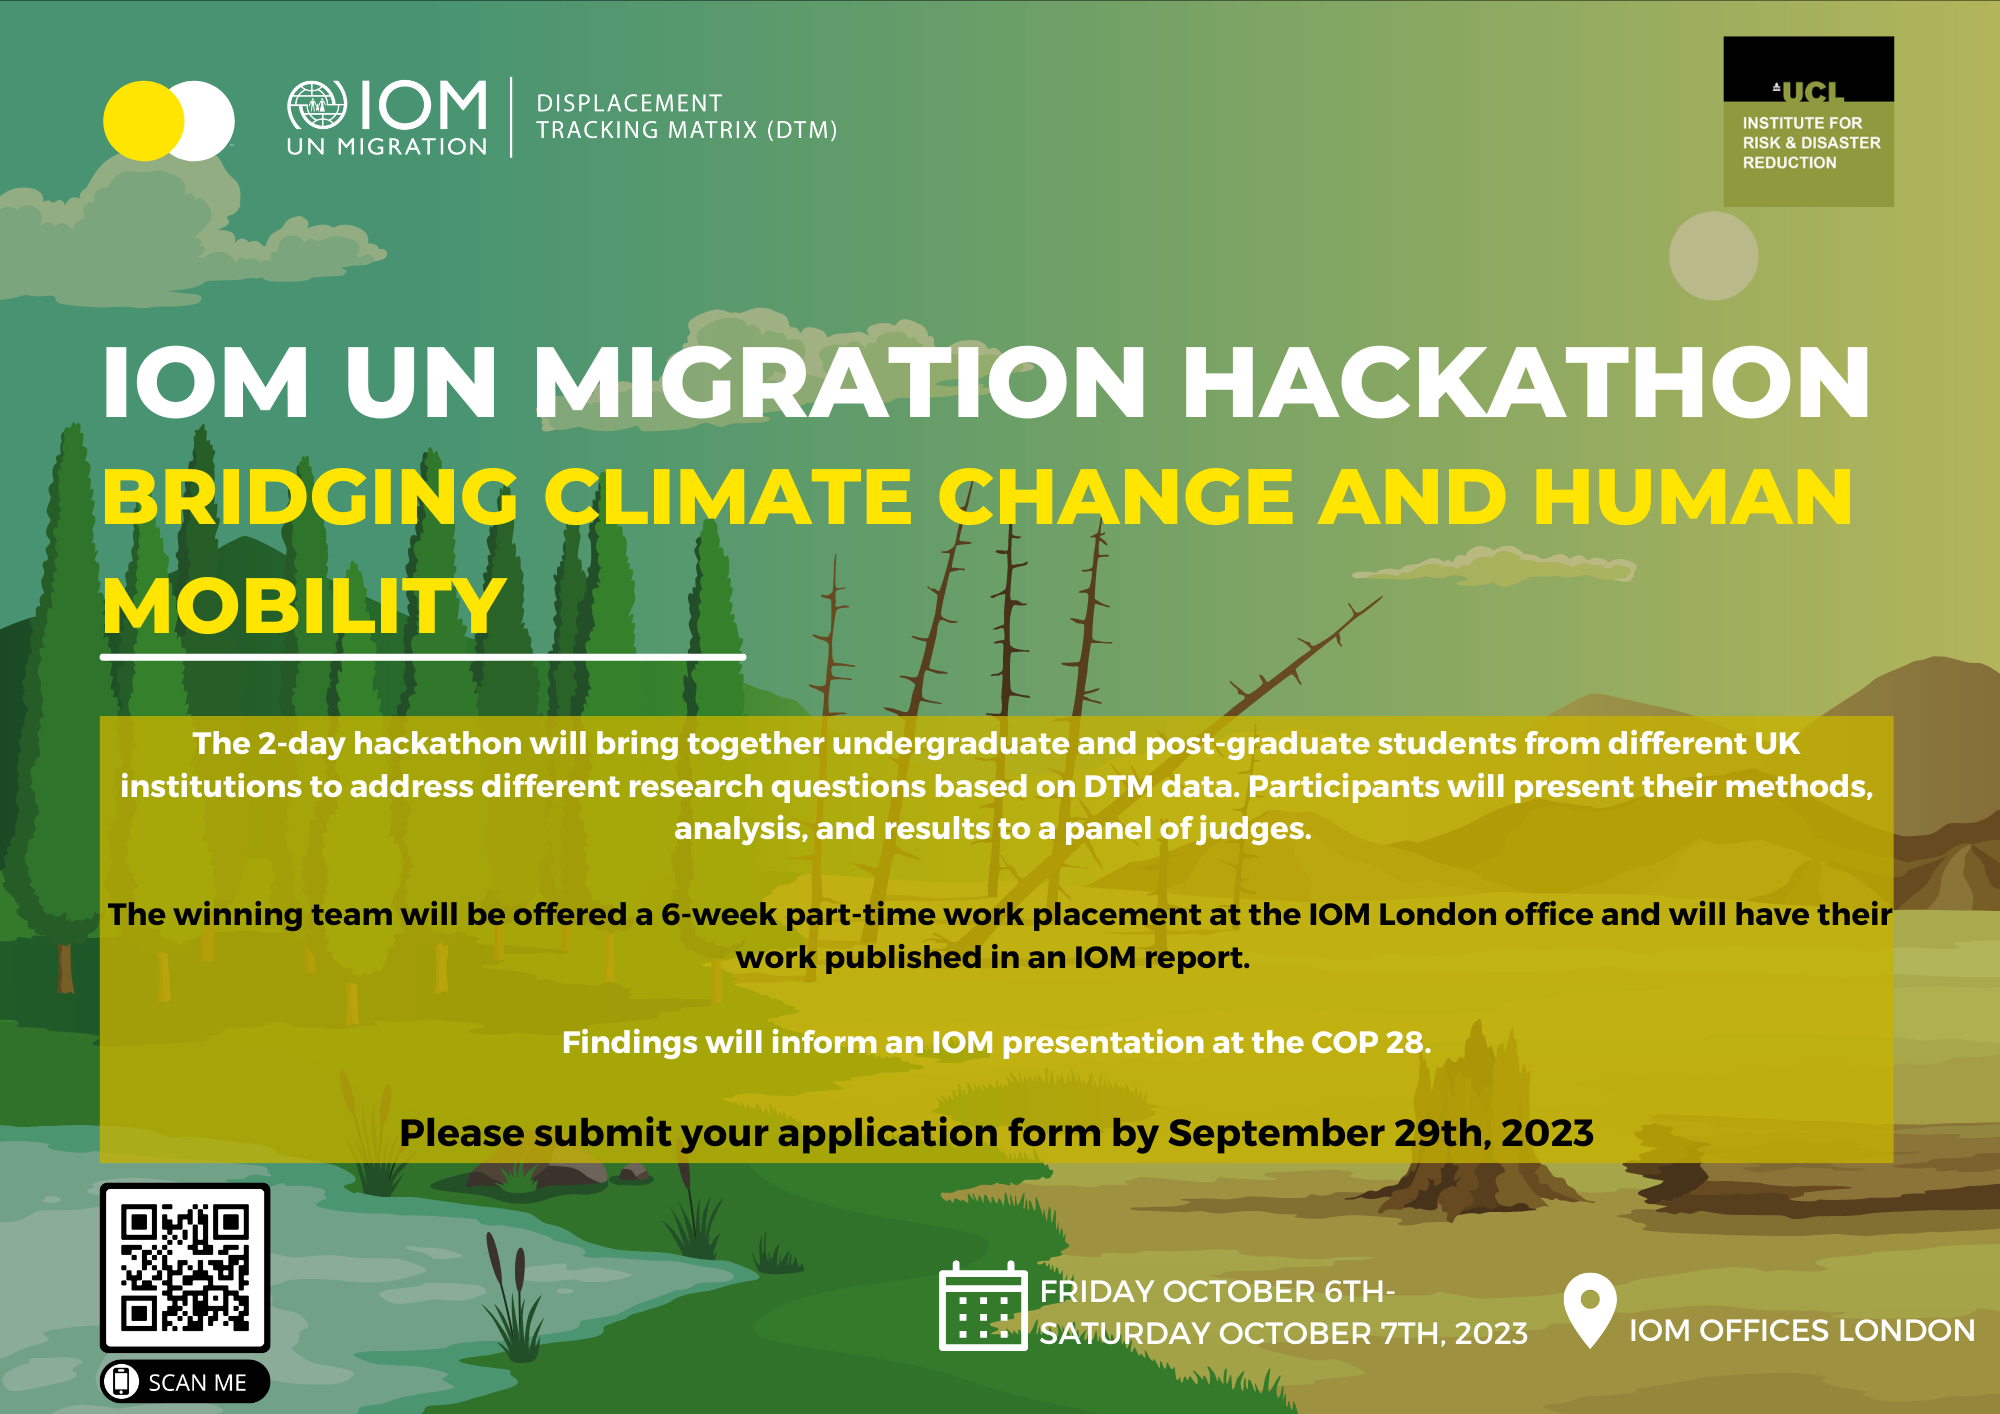 IOM
UN MIGRATION
DISPLACEMENT
TRACKING MATRIX (DTM)
UCL
INSTITUTE FOR
RISK & DISASTER
REDUCTION
IOM UN MIGRATION HACKATHON
BRIDGING CLIMATE CHANGE AND HUMAN
MOBILITY
The 2-day hackathon will bring together undergraduate and post-graduate students from different UK
institutions to address different research questions based on DTM data. Participants will present their methods,
analysis, and results to a panel of judges.
The winning team will be offered a 6-week part-time work placement at the IOM London office and will have their
work published in an IOM report.
Findings will inform an IOM presentation at the COP 28.
Please submit your application form by September 29th, 2023
SCAN ME
FRIDAY OCTOBER 6TH-
SATURDAY OCTOBER 7TH, 2023
IOM OFFICES LONDON